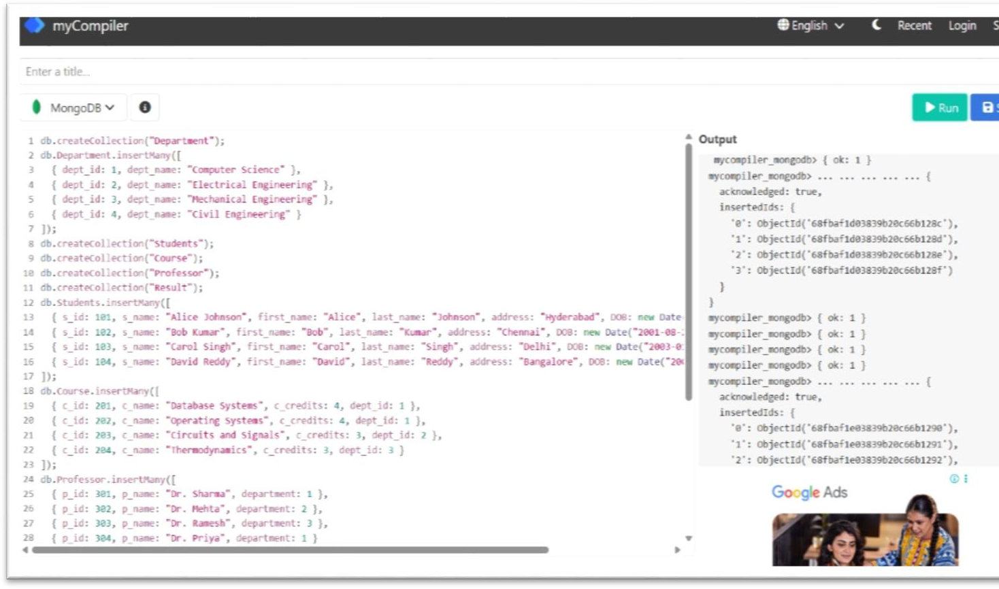 myCompiler
English Recent Login S
Enter a title...
MongoDB
Run
1 db.createCollection("Department");
2 db.Department.insertMany([
3 { dept_id: 1, dept_name: "Computer Science" },
4 { dept_id: 2, dept_name: "Electrical Engineering" },
5 { dept_id: 3, dept_name: "Mechanical Engineering" },
6 { dept_id: 4, dept_name: "Civil Engineering" }
7 ]);
8 db.createCollection("Students");
9 db.createCollection("Course");
10 db.createCollection("Professor");
11 db.createCollection("Result");
12 db.Students.insertMany([
13 { s_id: 101, s_name: "Alice Johnson", first_name: "Alice", last_name: "Johnson", address: "Hyderabad", DOB: new Date
14 { s_id: 102, s_name: "Bob Kumar", first_name: "Bob", last_name: "Kumar", address: "Chennai", DOB: new Date("2001-08-
15 { s_id: 103, s_name: "Carol Singh", first_name: "Carol", last_name: "Singh", address: "Delhi", DOB: new Date("2003-0
16 { s_id: 104, s_name: "David Reddy", first_name: "David", last_name: "Reddy", address: "Bangalore", DOB: new Date("20
17 ]);
18 db.Course.insertMany([
19 { c_id: 201, c_name: "Database Systems", c_credits: 4, dept_id: 1 },
20 { c_id: 202, c_name: "Operating Systems", c_credits: 4, dept_id: 1 },
21 { c_id: 203, c_name: "Circuits and Signals", c_credits: 3, dept_id: 2 },
22 { c_id: 204, c_name: "Thermodynamics", c_credits: 3, dept_id: 3 }
23 ]);
24 db.Professor.insertMany([
25 { p_id: 301, p_name: "Dr. Sharma", department: 1 },
26 { p_id: 302, p_name: "Dr. Mehta", department: 2 },
27 { p_id: 303, p_name: "Dr. Ramesh", department: 3 },
28 { p_id: 304, p_name: "Dr. Priya", department: 1 }
Output
mycompiler_mongodb> { ok: 1 }
mycompiler_mongodb> ... ... ... ... ... {
acknowledged: true,
insertedIds: {
'0': ObjectId('68fbaf1d03839b20c66b128c'),
'1': ObjectId('68fbaf1d03839b20c66b128d'),
'2': ObjectId('68fbaf1d03839b20c66b128e'),
'3': ObjectId('68fbaf1d03839b20c66b128f')
}
}
mycompiler_mongodb> { ok: 1 }
mycompiler_mongodb> { ok: 1 }
mycompiler_mongodb> { ok: 1 }
mycompiler_mongodb> { ok: 1 }
mycompiler_mongodb> ... ... ... ... ... {
acknowledged: true,
insertedIds: {
'0': ObjectId('68fbaf1e03839b20c66b1290'),
'1': ObjectId('68fbaf1e03839b20c66b1291'),
'2': ObjectId('68fbaf1e03839b20c66b1292'),
Google Ads